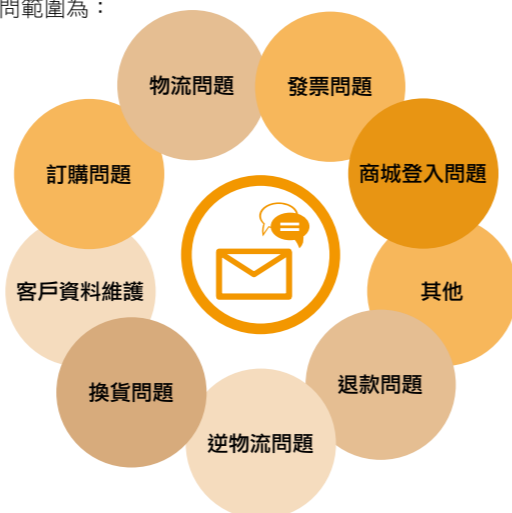 問範圍為：
物流問題
發票問題
訂購問題
商城登入問題
客戶資料維護
其他
換貨問題
退款問題
逆物流問題